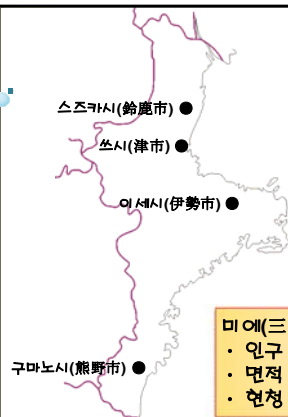 스즈카시(鈴鹿市)
쓰시(津市)
이세시(伊勢市)
구마노시(熊野市)
미에(三
· 인구
· 면적
· 현청